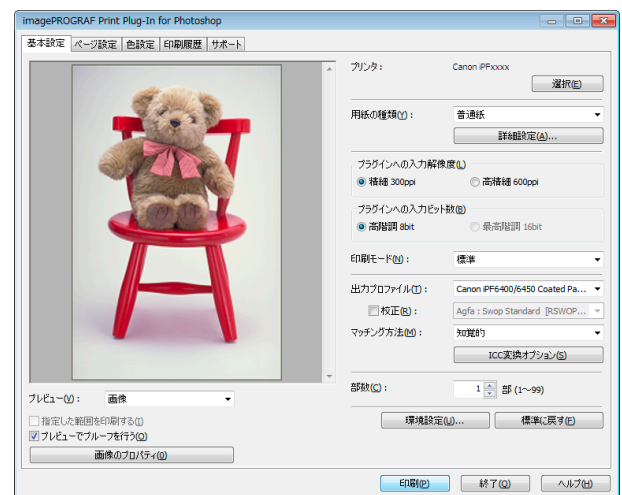 imagePROGRAF Print Plug-In for Photoshop
基本設定 ページ設定 色設定 印刷履歴 サポート
プリンタ： Canon iPFxxxx
選択(E)
用紙の種類(Y)： 普通紙
詳細設定(A)...
プラグインへの入力解像度(L)
精細 300ppi 高精細 600ppi
プラグインへの入力ビット数(B)
高階調 8bit 最高階調 16bit
印刷モード(N)： 標準
出力プロファイル(T)： Canon iPF6400/6450 Coated Pa...
校正(R)： Agfa : Swop Standard [RSWOP...
マッチング方法(M)： 知覚的
ICC変換オプション(S)
部数(C)： 1 部 (1～99)
プレビュー(V)： 画像
指定した範囲を印刷する(I)
プレビューでプルーフを行う(O)
画像のプロパティ(0)
環境設定(U)... 標準に戻す(F)
印刷(P) 終了(Q) ヘルプ(H)